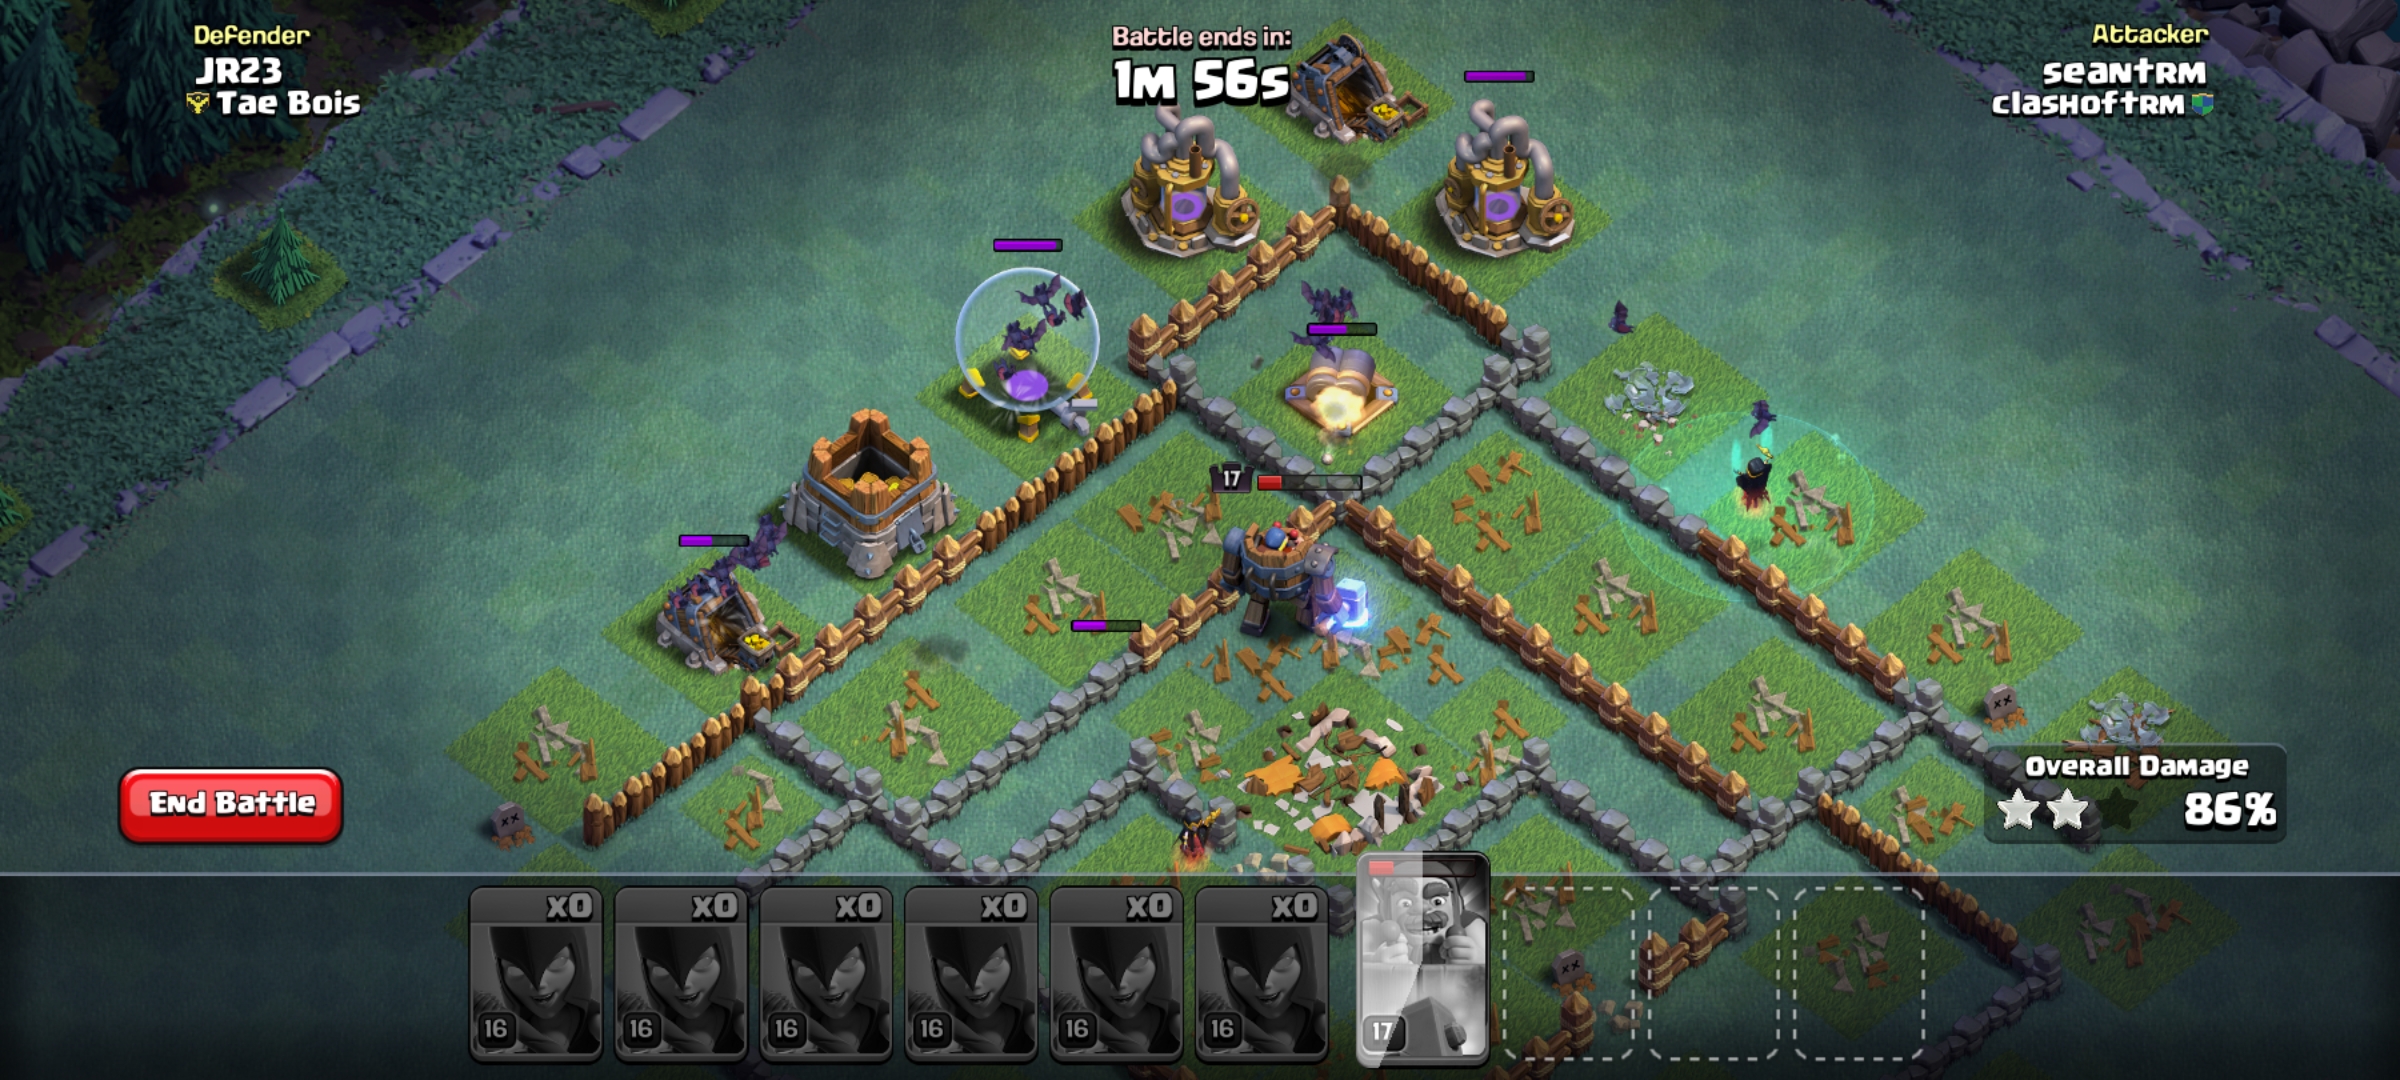 Defender
JR23
Tae Bois
Battle ends in:
1M 56s
Attacker
seantRM
clashoftRM
17
End Battle
Overall Damage
86%
x0
x0
x0
x0
x0
x0
16
16
16
16
16
16
17